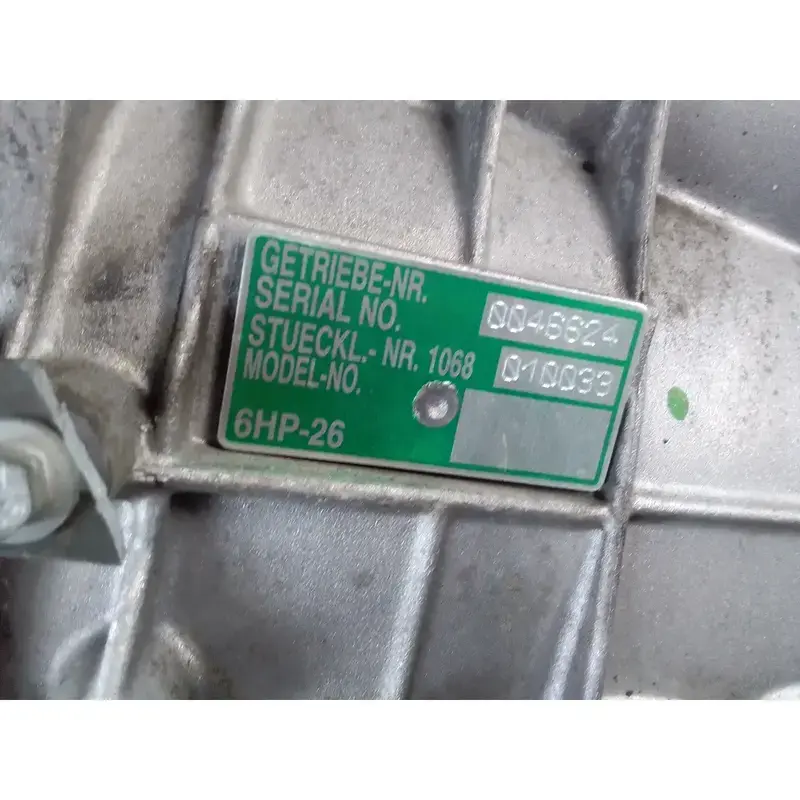 GETRIEBE-NR.
SERIAL NO. 0046624
STUECKL.- NR. 1068 010033
MODEL-NO.
6HP-26